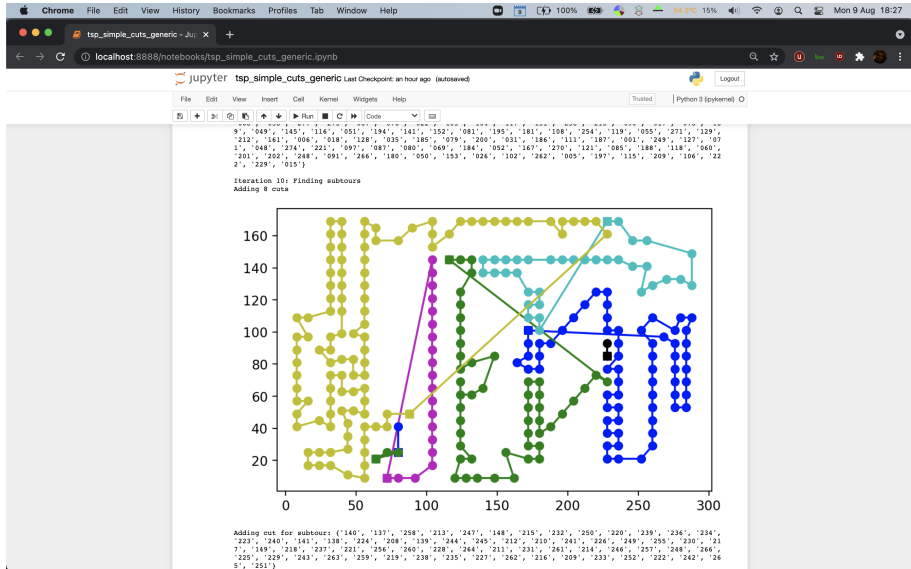 Chrome File Edit View History Bookmarks Profiles Tab Window Help 100% 15% Mon 9 Aug 18:27
tsp_simple_cuts_generic - Jup
localhost:8888/notebooks/tsp_simple_cuts_generic.ipynb
jupyter tsp_simple_cuts_generic Last Checkpoint: an hour ago (autosaved) Logout
File Edit View Insert Cell Kernel Widgets Help Trusted Python 3 (ipykernel)
Run Code
9', '049', '145', '116', '051', '194', '141', '152', '081', '195', '181', '108', '254', '119', '055', '271', '129',
'212', '161', '006', '018', '128', '035', '185', '079', '200', '031', '186', '111', '187', '001', '249', '127', '07
1', '048', '274', '221', '097', '087', '080', '069', '184', '052', '167', '270', '121', '085', '188', '118', '060',
'201', '202', '248', '091', '266', '180', '050', '153', '026', '102', '262', '005', '197', '115', '209', '106', '22
2', '229', '015'}
Iteration 10: Finding subtours
Adding 8 cuts
160
140
120
100
80
60
40
20
0 50 100 150 200 250 300
Adding cut for subtour: {'140', '137', '258', '213', '247', '148', '215', '232', '250', '220', '239', '236', '234',
'223', '240', '141', '138', '224', '208', '139', '244', '245', '212', '210', '241', '226', '249', '255', '230', '21
7', '149', '218', '237', '221', '256', '260', '228', '264', '211', '231', '261', '214', '246', '257', '248', '266',
'225', '229', '243', '263', '259', '219', '238', '235', '227', '262', '216', '209', '233', '252', '222', '242', '26
5', '251'}